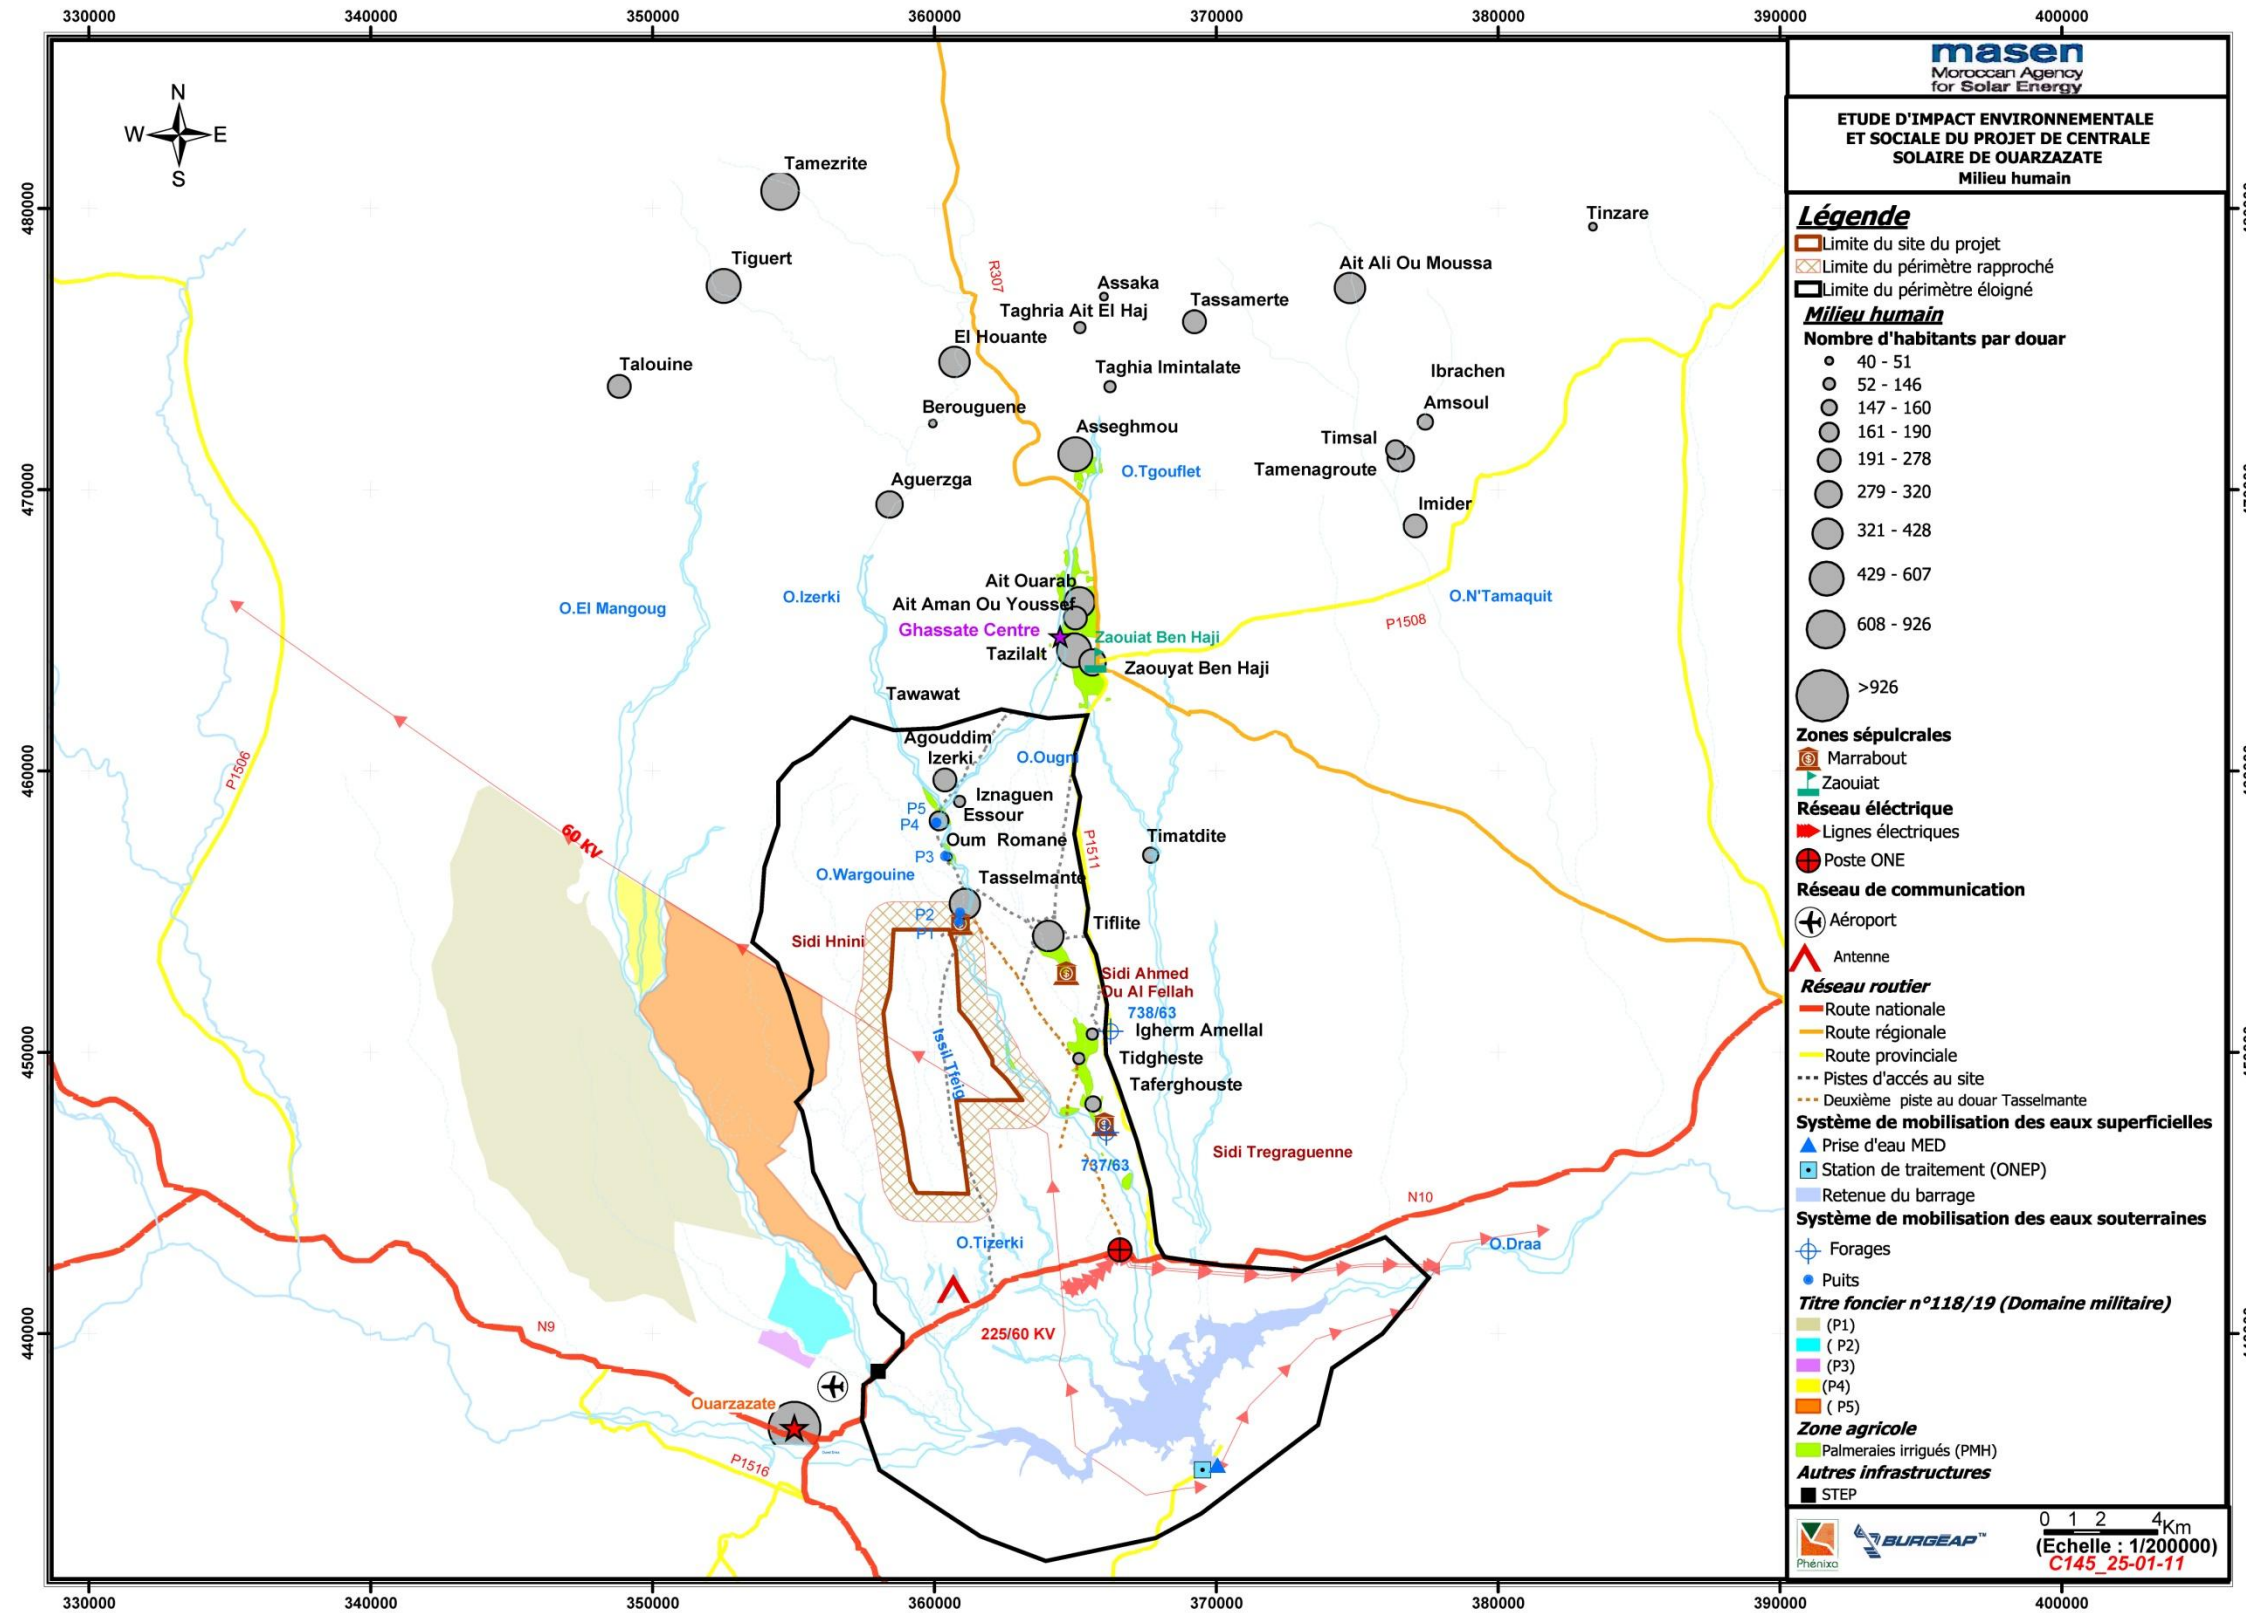 330000 340000 350000 360000 370000 380000 390000 400000
N
W E
S
480000
470000
460000
450000
440000
Tamezrite
Tiguert
Talouine
R307
El Houante
Berouguene
Aguerzga
Assaka
Taghria Ait El Haj
Tassamerte
Taghia Imintalate
Asseghmou
O.Tgouflet
Tinzare
Ait Ali Ou Moussa
Ibrachen
Amsoul
Timsal
Tamenagroute
Imider
O.El Mangoug
O.Izerki
Ait Ouarab
Ait Aman Ou Youssef
Ghassate Centre
Zaouiat Ben Haji
Tazilalt
Zaouyat Ben Haji
P1508
O.N'Tamaquit
Tawawat
Agouddim
Izerki
O.Ougni
P1506
60 KV
Iznaguen
P5
Essour
P4
Oum Romane
P3
P1511
Timatdite
O.Wargouine
Tasselmante
P2
P1
Sidi Hnini
Tiflite
Sidi Ahmed
Ou Al Fellah
738/63
Igherm Amellal
Issil.Tfeig
Tidgheste
Taferghouste
737/63
Sidi Tregraguenne
N10
O.Tizerki
O.Draa
225/60 KV
N9
Ouarzazate
P1516
330000 340000 350000 360000 370000 380000 390000 400000
masen
Moroccan Agency
for Solar Energy
ETUDE D'IMPACT ENVIRONNEMENTALE
ET SOCIALE DU PROJET DE CENTRALE
SOLAIRE DE OUARZAZATE
Milieu humain
Légende
Limite du site du projet
Limite du périmètre rapproché
Limite du périmètre éloigné
Milieu humain
Nombre d'habitants par douar
40 - 51
52 - 146
147 - 160
161 - 190
191 - 278
279 - 320
321 - 428
429 - 607
608 - 926
>926
Zones sépulcrales
Marrabout
Zaouiat
Réseau éléctrique
Lignes électriques
Poste ONE
Réseau de communication
Aéroport
Antenne
Réseau routier
Route nationale
Route régionale
Route provinciale
Pistes d'accés au site
Deuxième piste au douar Tasselmante
Système de mobilisation des eaux superficielles
Prise d'eau MED
Station de traitement (ONEP)
Retenue du barrage
Système de mobilisation des eaux souterraines
Forages
Puits
Titre foncier n°118/19 (Domaine militaire)
(P1)
( P2)
(P3)
(P4)
( P5)
Zone agricole
Palmeraies irrigués (PMH)
Autres infrastructures
STEP
Phénixa
BURGÉAP™
0 1 2 4 Km
(Echelle : 1/200000)
C145_25-01-11